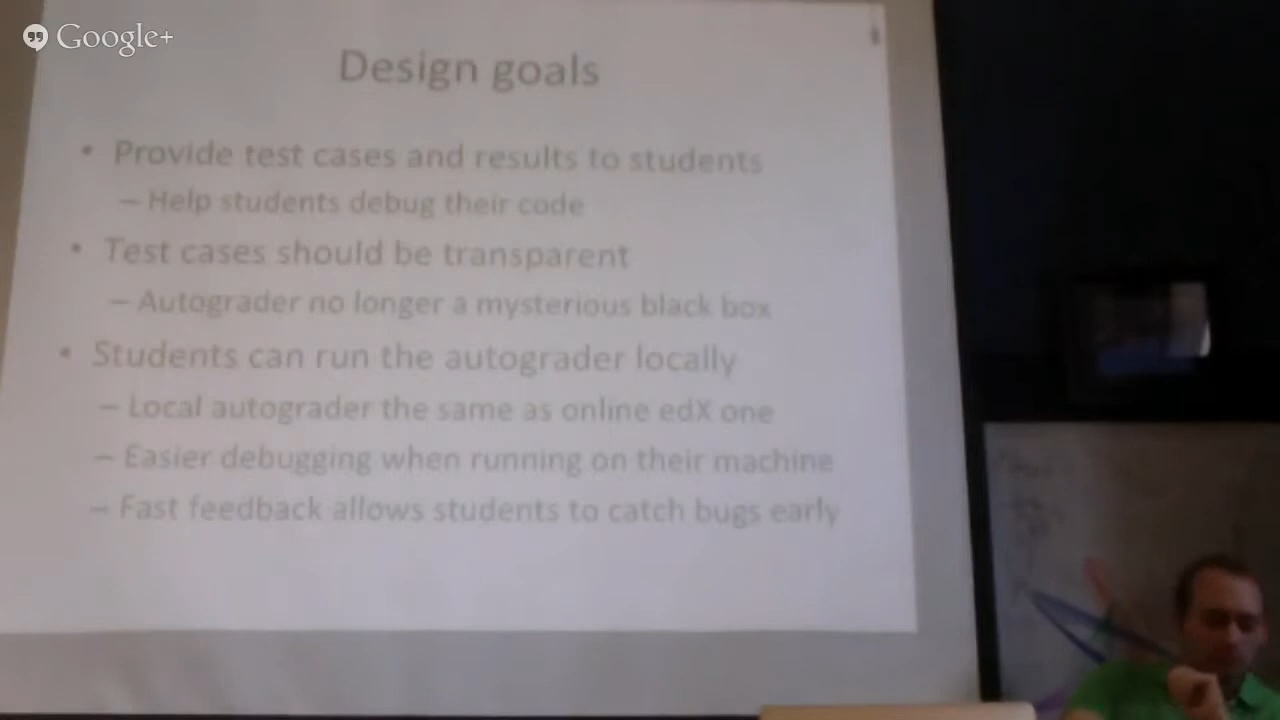 Google+
Design goals
• Provide test cases and results to students
– Help students debug their code
• Test cases should be transparent
– Autograder no longer a mysterious black box
• Students can run the autograder locally
– Local autograder the same as online edX one
– Easier debugging when running on their machine
– Fast feedback allows students to catch bugs early